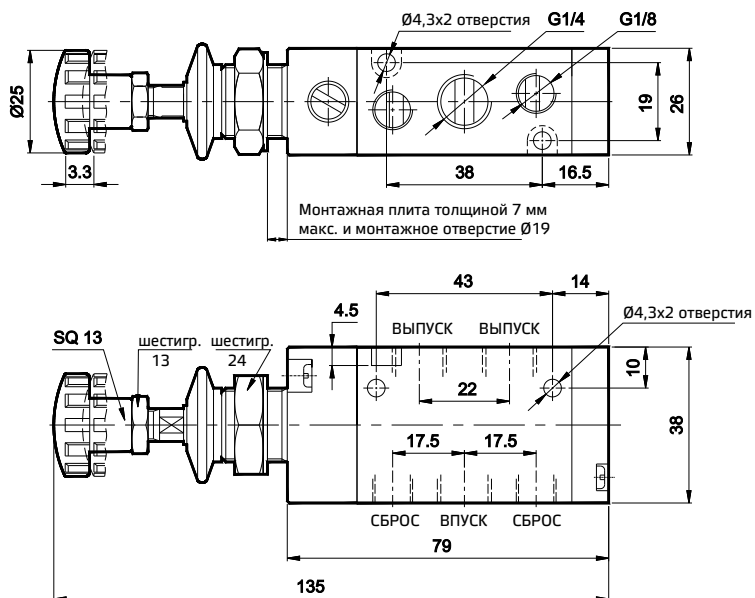 Ø4,3x2 отверстия
G1/4
G1/8
Ø25
19
26
3.3
38
16.5
Монтажная плита толщиной 7 мм
макс. и монтажное отверстие Ø19
43
14
4.5
ВЫПУСК
ВЫПУСК
Ø4,3x2 отверстия
SQ 13
шестигр.
13
шестигр.
24
10
22
38
17.5
17.5
СБРОС
ВПУСК
СБРОС
79
135